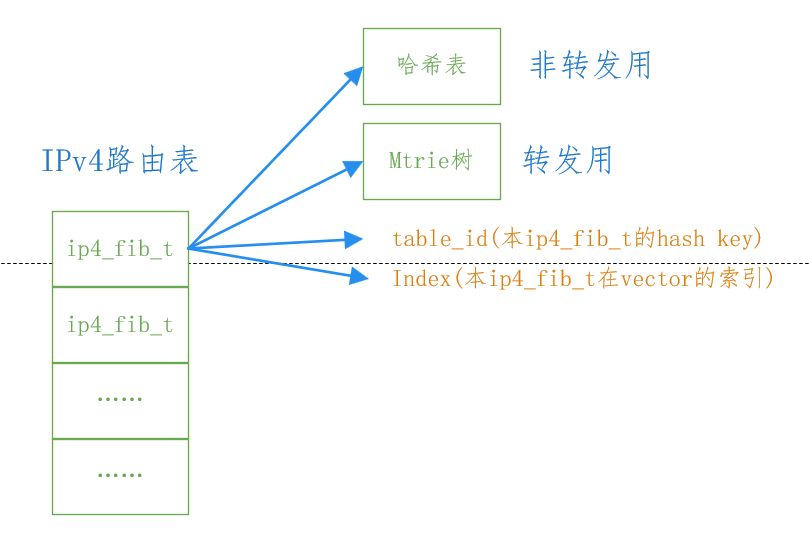 哈希表 非转发用
IPv4路由表 Mtrie树 转发用
ip4_fib_t table_id(本ip4_fib_t的hash key)
Index(本ip4_fib_t在vector的索引)
ip4_fib_t
……
……